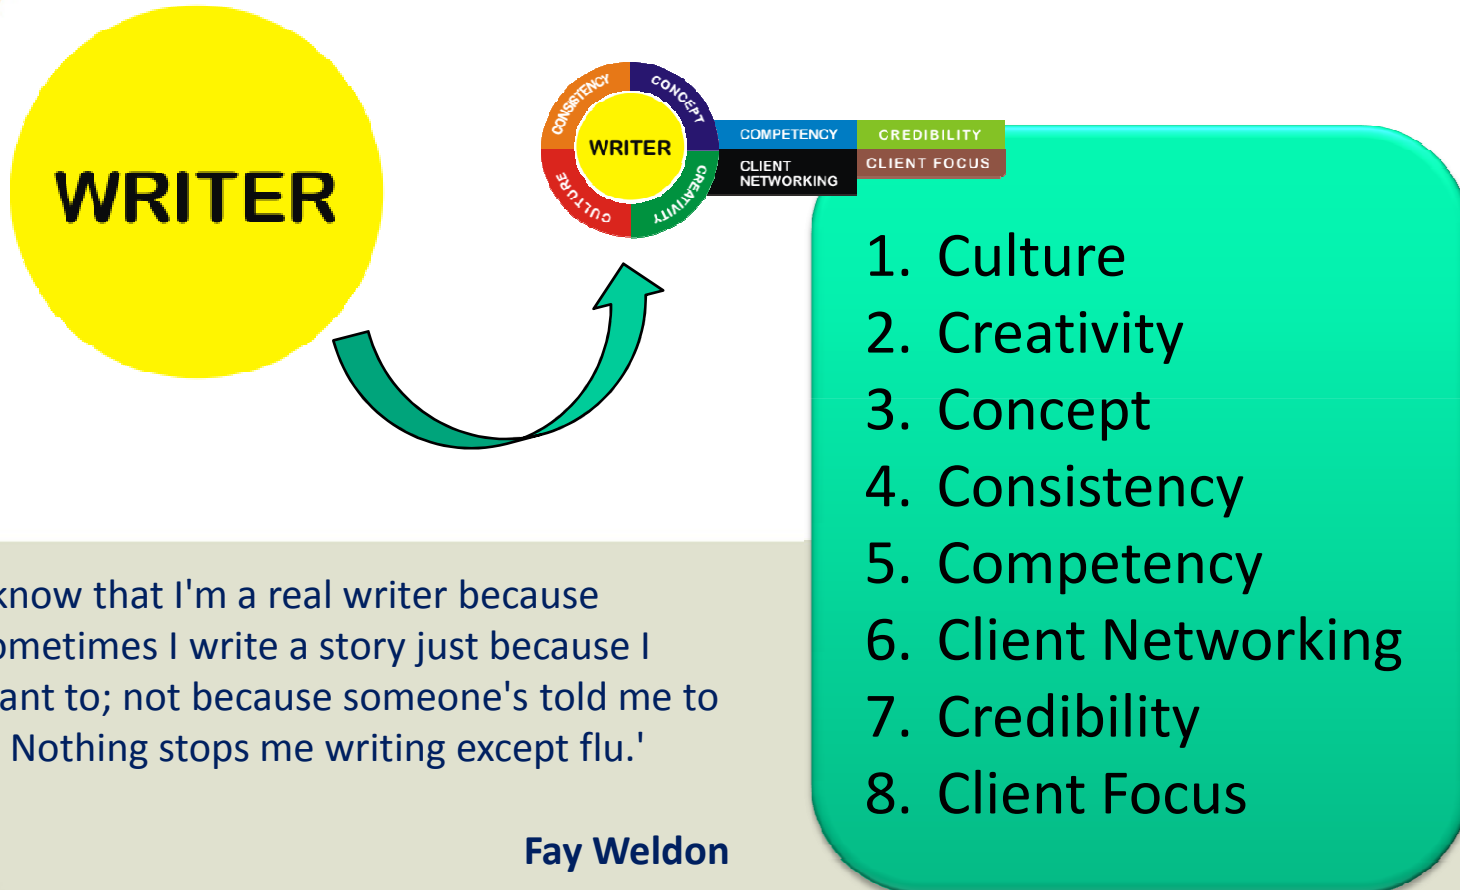 WRITER
CONSISTENCY
CONCEPT
WRITER
CULTURE
CREATIVITY
COMPETENCY
CREDIBILITY
CLIENT
NETWORKING
CLIENT FOCUS
1. Culture
2. Creativity
3. Concept
4. Consistency
5. Competency
6. Client Networking
7. Credibility
8. Client Focus
know that I'm a real writer because
ometimes I write a story just because I
ant to; not because someone's told me to
Nothing stops me writing except flu.'
Fay Weldon